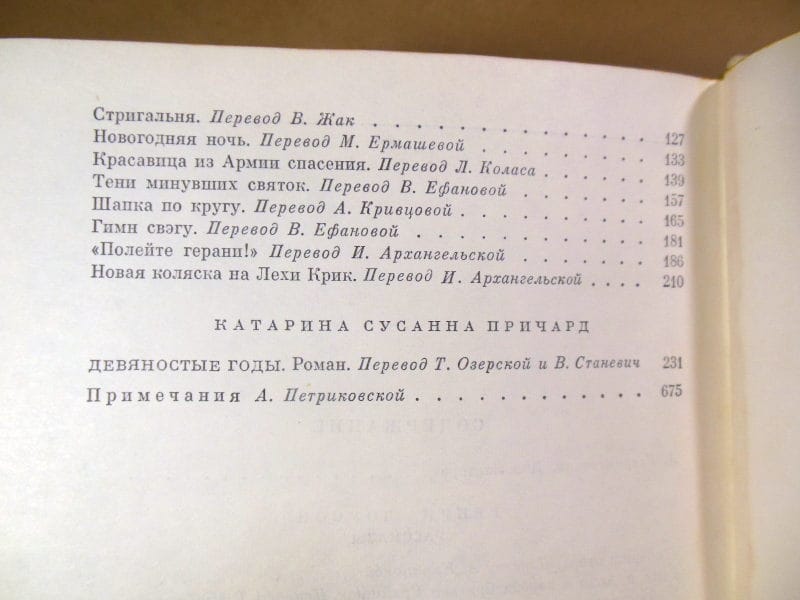 Стригальня. Перевод В. Жак . . . . . . . . . . . . 127
Новогодняя ночь. Перевод М. Ермашевой . . . . . . . . 133
Красавица из Армии спасения. Перевод Л. Коласа . . . . . . 139
Тени минувших святок. Перевод В. Ефановой . . . . . . . 157
Шапка по кругу. Перевод А. Кривцовой . . . . . . . . . 165
Гимн свэгу. Перевод В. Ефановой . . . . . . . . . . 181
«Полейте герани!» Перевод И. Архангельской . . . . . . . 186
Новая коляска на Лехи Крик. Перевод И. Архангельской . . . . 210
КАТАРИНА СУСАННА ПРИЧАРД
ДЕВЯНОСТЫЕ ГОДЫ. Роман. Перевод Т. Озерской и В. Станевич 231
Примечания А. Петриковской . . . . . . . . . . . . 675
СОДЕРЖАНИЕ
РАССКАЗЫ